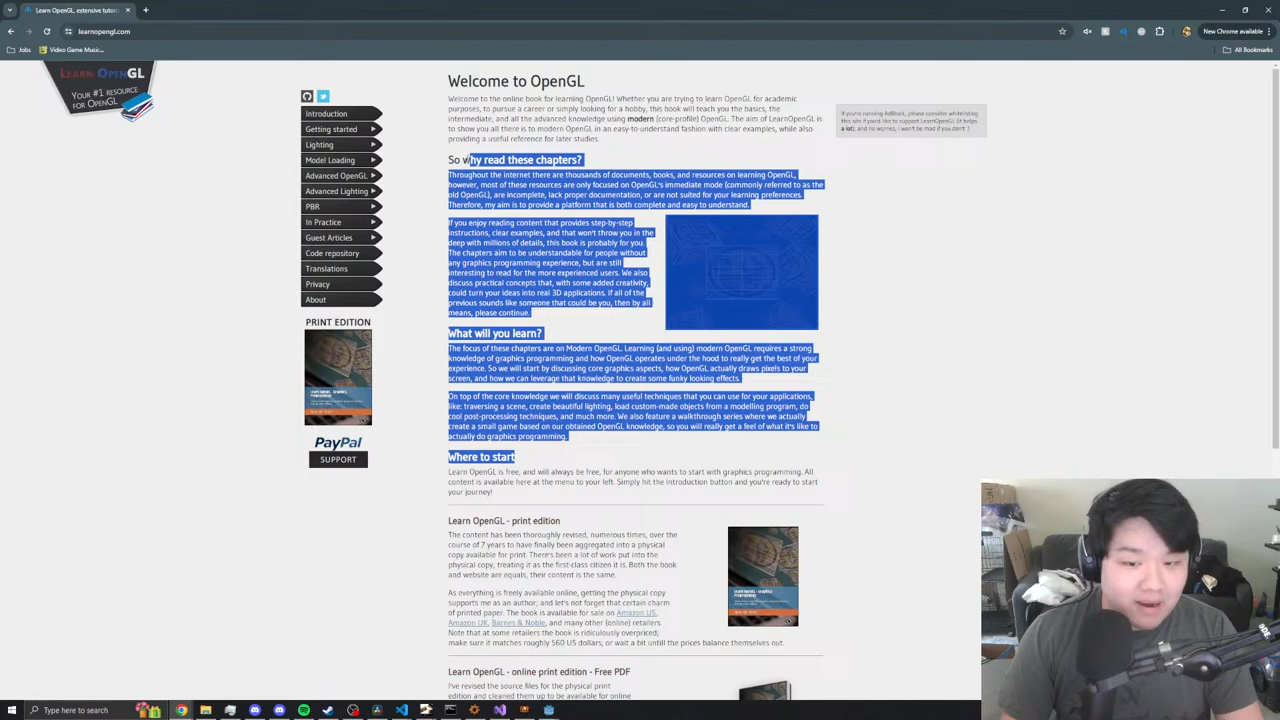 Learn OpenGL, extensive tutori
learnopengl.com
New Chrome available
Jobs
Video Game Music...
All Bookmarks
LEARN OPENGL
YOUR #1 RESOURCE
FOR OPENGL
Introduction
Getting started
Lighting
Model Loading
Advanced OpenGL
Advanced Lighting
PBR
In Practice
Guest Articles
Code repository
Translations
Privacy
About
PRINT EDITION
PayPal
SUPPORT
Welcome to OpenGL
Welcome to the online book for learning OpenGL! Whether you are trying to learn OpenGL for academic
purposes, to pursue a career or simply looking for a hobby, this book will teach you the basics, the
intermediate, and all the advanced knowledge using modern (core-profile) OpenGL. The aim of LearnOpenGL is
to show you all there is to modern OpenGL in an easy-to-understand fashion with clear examples, while also
providing a useful reference for later studies.
So why read these chapters?
Throughout the internet there are thousands of documents, books, and resources on learning OpenGL,
however, most of these resources are only focused on OpenGL's immediate mode (commonly referred to as the
old OpenGL), are incomplete, lack proper documentation, or are not suited for your learning preferences.
Therefore, my aim is to provide a platform that is both complete and easy to understand.
If you enjoy reading content that provides step-by-step
instructions, clear examples, and that won't throw you in the
deep with millions of details, this book is probably for you.
The chapters aim to be understandable for people without
any graphics programming experience, but are still
interesting to read for the more experienced users. We also
discuss practical concepts that, with some added creativity,
could turn your ideas into real 3D applications. If all of the
previous sounds like someone that could be you, then by all
means, please continue.
What will you learn?
The focus of these chapters are on Modern OpenGL. Learning (and using) modern OpenGL requires a strong
knowledge of graphics programming and how OpenGL operates under the hood to really get the best of your
experience. So we will start by discussing core graphics aspects, how OpenGL actually draws pixels to your
screen, and how we can leverage that knowledge to create some funky looking effects.
On top of the core knowledge we will discuss many useful techniques that you can use for your applications,
like: traversing a scene, create beautiful lighting, load custom-made objects from a modelling program, do
cool post-processing techniques, and much more. We also feature a walkthrough series where we actually
create a small game based on our obtained OpenGL knowledge, so you will really get a feel of what it's like to
actually do graphics programming.
Where to start
Learn OpenGL is free, and will always be free, for anyone who wants to start with graphics programming. All
content is available here at the menu to your left. Simply hit the Introduction button and you're ready to start
your journey!
Learn OpenGL - print edition
The content has been thoroughly revised, numerous times, over the
course of 7 years to have finally been aggregated into a physical
copy available for print. There's been a lot of work put into the
physical copy, treating it as the first-class citizen it is. Both the book
and website are equals, their content is the same.
As everything is freely available online, getting the physical copy
supports me as an author; and let's not forget that certain charm
of printed paper. The book is available for sale on Amazon US,
Amazon UK, Barnes & Noble, and many other (online) retailers.
Note that at some retailers the book is ridiculously overpriced;
make sure it matches roughly $60 US dollars, or wait a bit untill the prices balance themselves out.
Learn OpenGL - online print edition - Free PDF
I've revised the source files for the physical print
edition and cleaned them up to be available for online
If you're running AdBlock, please consider whitelisting
this site if you'd like to support LearnOpenGL (it helps
a lot); and no worries, I won't be mad if you don't :)
Type here to search